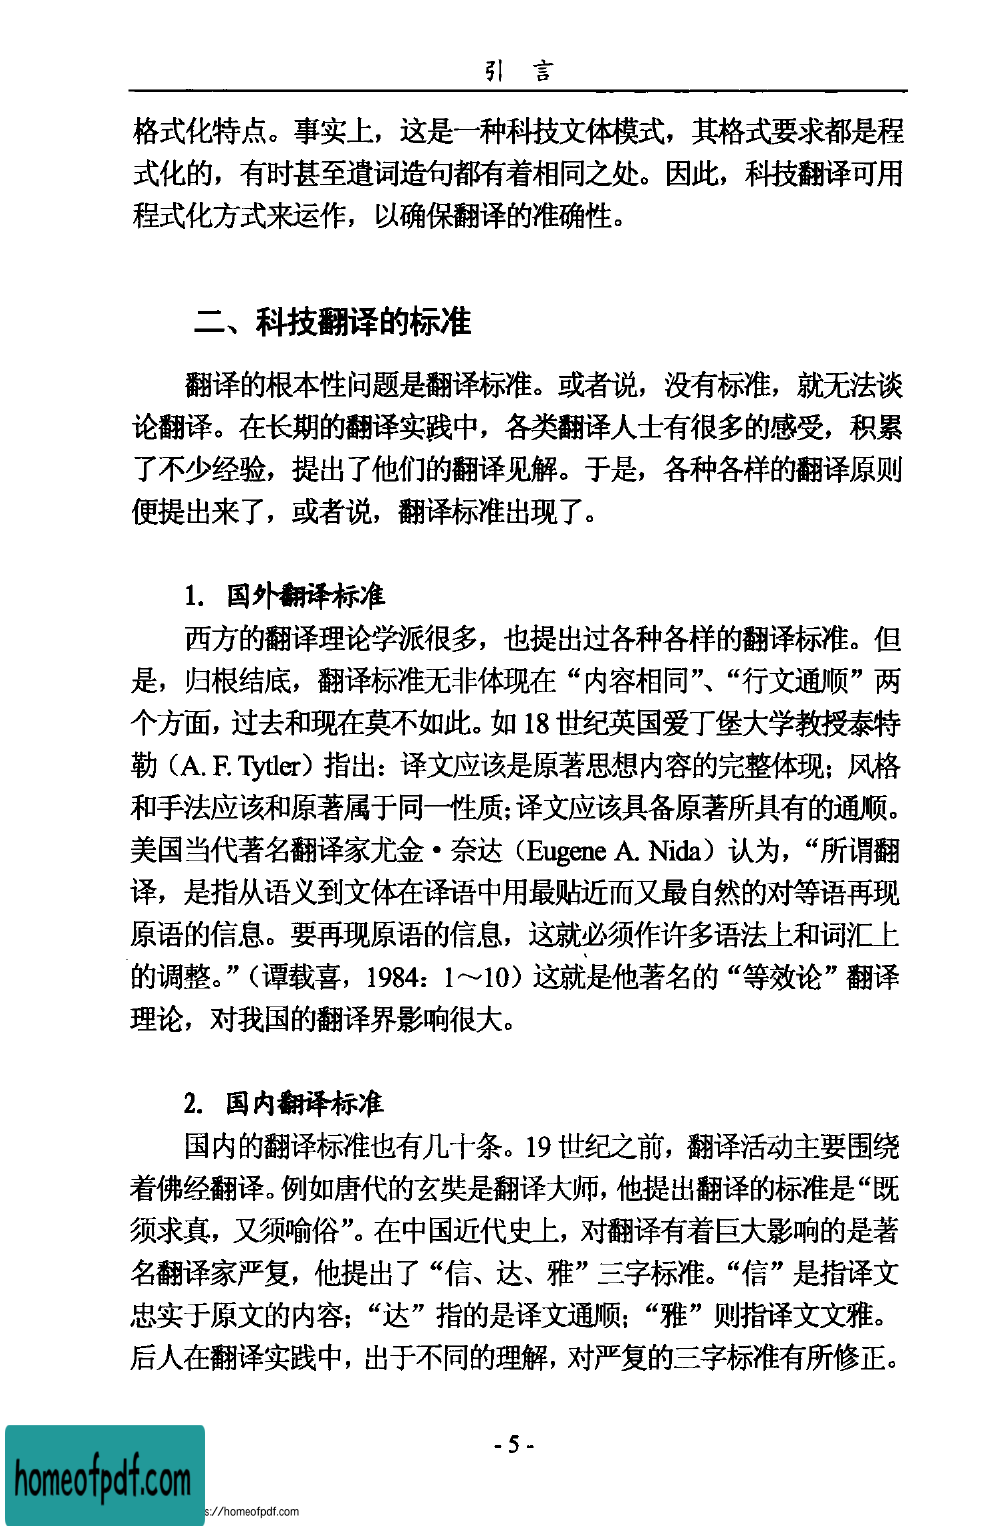 引 言
格式化特点。事实上，这是一种科技文体模式，其格式要求都是程
式化的，有时甚至遣词造句都有着相同之处。因此，科技翻译可用
程式化方式来运作，以确保翻译的准确性。
二、科技翻译的标准
翻译的根本性问题是翻译标准。或者说，没有标准，就无法谈
论翻译。在长期的翻译实践中，各类翻译人士有很多的感受，积累
了不少经验，提出了他们的翻译见解。于是，各种各样的翻译原则
便提出来了，或者说，翻译标准出现了。
1. 国外翻译标准
西方的翻译理论学派很多，也提出过各种各样的翻译标准。但
是，归根结底，翻译标准无非体现在“内容相同”、“行文通顺”两
个方面，过去和现在莫不如此。如 18 世纪英国爱丁堡大学教授泰特
勒（A. F. Tytler）指出：译文应该是原著思想内容的完整体现；风格
和手法应该和原著属于同一性质；译文应该具备原著所具有的通顺。
美国当代著名翻译家尤金·奈达（Eugene A. Nida）认为，“所谓翻
译，是指从语义到文体在译语中用最贴近而又最自然的对等语再现
原语的信息。要再现原语的信息，这就必须作许多语法上和词汇上
的调整。”（谭载喜，1984：1～10）这就是他著名的“等效论”翻译
理论，对我国的翻译界影响很大。
2. 国内翻译标准
国内的翻译标准也有几十条。19 世纪之前，翻译活动主要围绕
着佛经翻译。例如唐代的玄奘是翻译大师，他提出翻译的标准是“既
须求真，又须喻俗”。在中国近代史上，对翻译有着巨大影响的是著
名翻译家严复，他提出了“信、达、雅”三字标准。“信”是指译文
忠实于原文的内容；“达”指的是译文通顺；“雅”则指译文文雅。
后人在翻译实践中，出于不同的理解，对严复的三字标准有所修正。
- 5 -
homeofpdf.com
s://homeofpdf.com